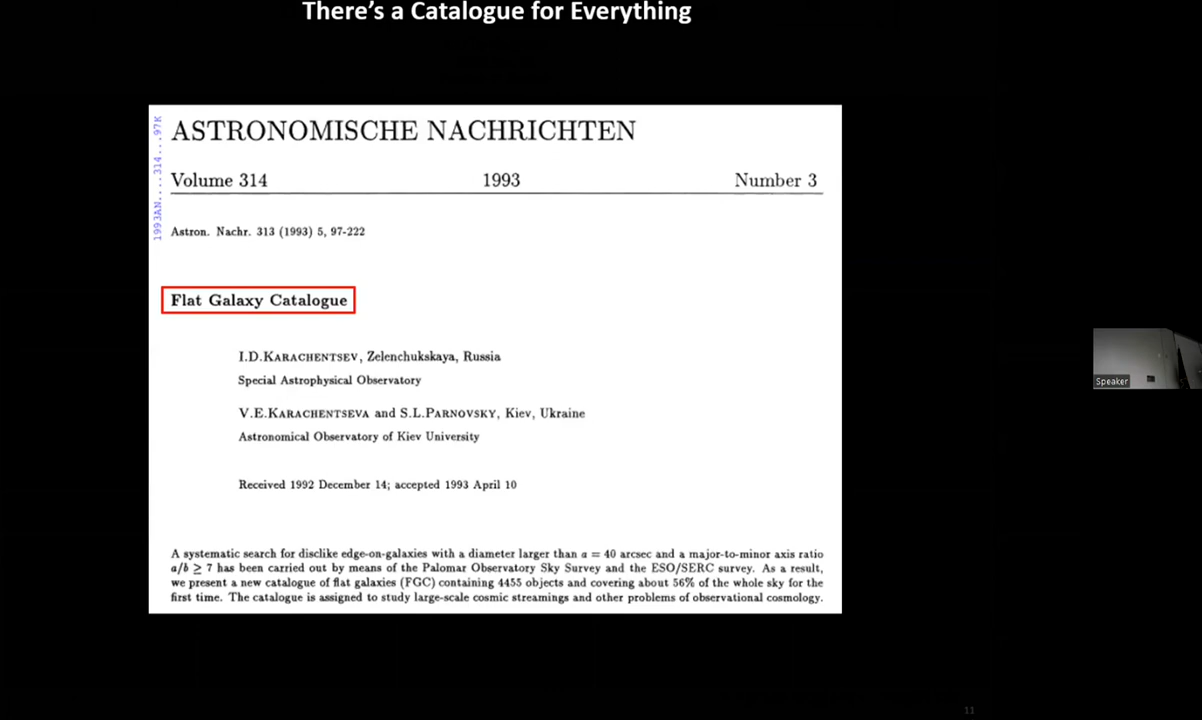 There's a Catalogue for Everything
1993AN....314...97K
ASTRONOMISCHE NACHRICHTEN
Volume 314 1993 Number 3
Astron. Nachr. 313 (1993) 5, 97-222
Flat Galaxy Catalogue
I.D.KARACHENTSEV, Zelenchukskaya, Russia
Special Astrophysical Observatory
V.E.KARACHENTSEVA and S.L.PARNOVSKY, Kiev, Ukraine
Astronomical Observatory of Kiev University
Received 1992 December 14; accepted 1993 April 10
A systematic search for disclike edge-on-galaxies with a diameter larger than a = 40 arcsec and a major-to-minor axis ratio
a/b ≥ 7 has been carried out by means of the Palomar Observatory Sky Survey and the ESO/SERC survey. As a result,
we present a new catalogue of flat galaxies (FGC) containing 4455 objects and covering about 56% of the whole sky for the
first time. The catalogue is assigned to study large-scale cosmic streamings and other problems of observational cosmology.
Speaker
11